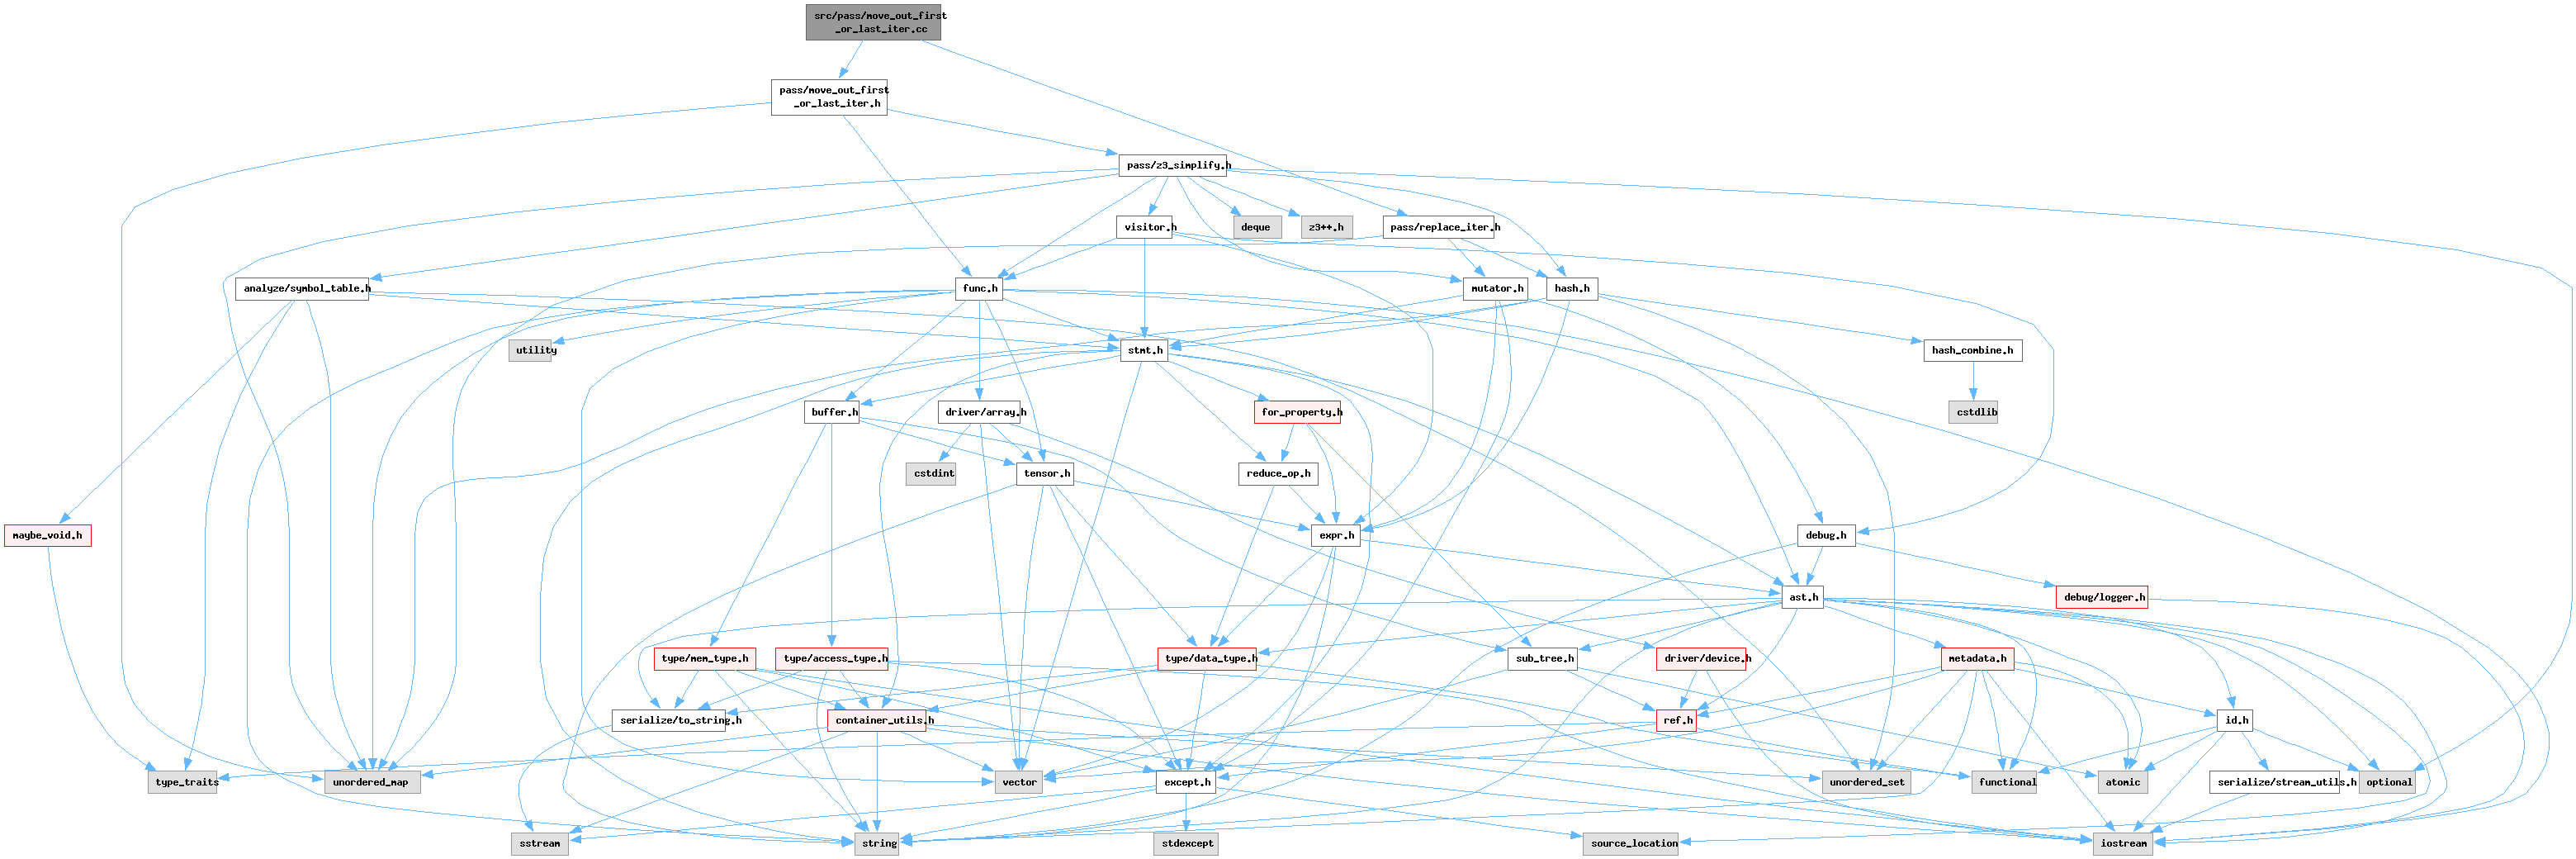 src/pass/move_out_first
_or_last_iter.cc
pass/move_out_first
_or_last_iter.h
pass/z3_simplify.h
visitor.h
deque
z3++.h
pass/replace_iter.h
analyze/symbol_table.h
func.h
mutator.h
hash.h
utility
stmt.h
hash_combine.h
buffer.h
driver/array.h
for_property.h
cstdlib
cstdint
tensor.h
reduce_op.h
maybe_void.h
expr.h
debug.h
ast.h
debug/logger.h
type/mem_type.h
type/access_type.h
type/data_type.h
sub_tree.h
driver/device.h
metadata.h
serialize/to_string.h
container_utils.h
ref.h
id.h
type_traits
unordered_map
vector
except.h
unordered_set
functional
atomic
serialize/stream_utils.h
optional
sstream
string
stdexcept
source_location
iostream